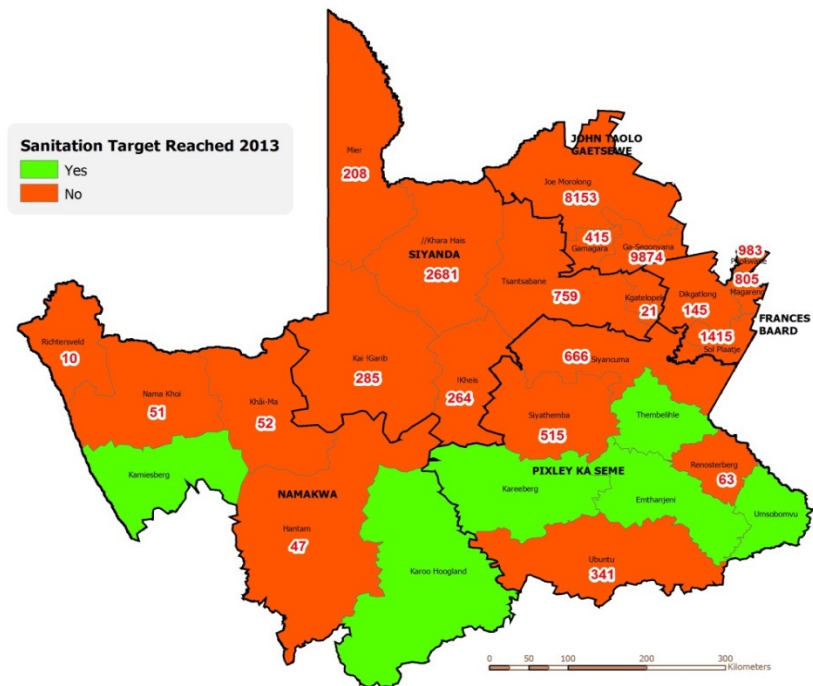 Sanitation Target Reached 2013
Yes
No
Mier
208
JOHN TAOLO
GAETSEWE
Joe Morolong
8153
//Khara Hais
SIYANDA
2681
415
Gamagara
Ga-Segonyana
9874
983
805
Magareng
Tsantsabane
759
Kgatelopele
21
Dikgatlong
145
FRANCES
BAARD
1415
Sol Plaatje
Richtersveld
10
Nama Khoi
51
Khâi-Ma
52
Kai !Garib
285
!Kheis
264
666
Siyancuma
Siyathemba
515
Thembelihle
Renosterberg
63
Kamiesberg
NAMAKWA
Hantam
47
PIXLEY KA SEME
Kareeberg
Emthanjeni
Umsobomvu
Karoo Hoogland
Ubuntu
341
0 50 100 200 300
Kilometers